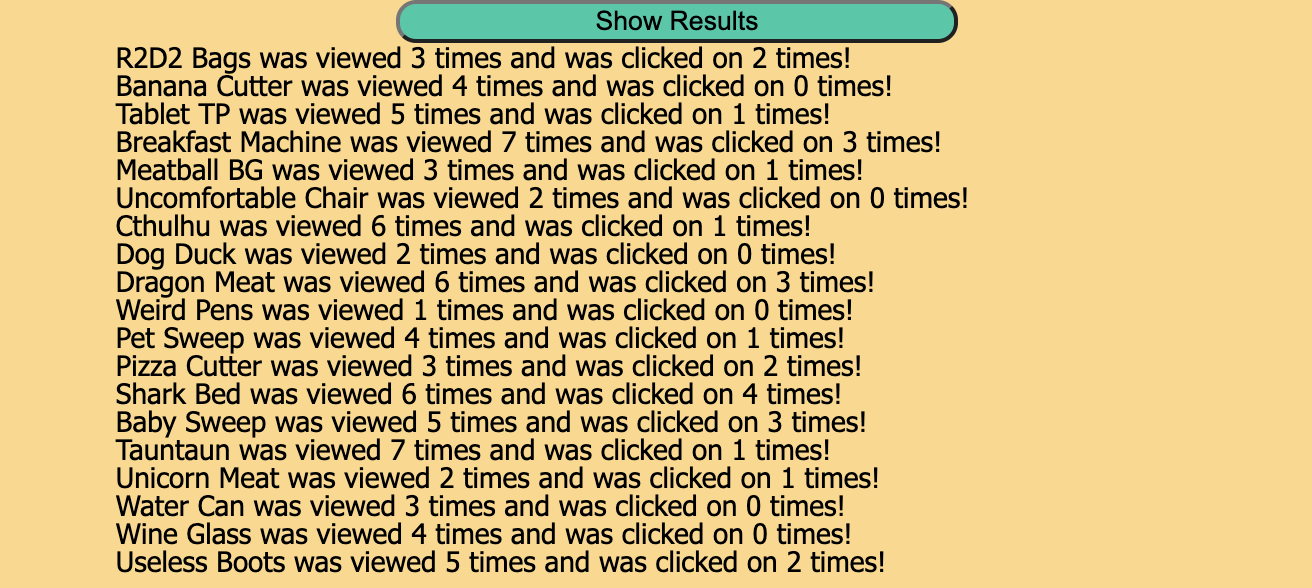 Show Results
R2D2 Bags was viewed 3 times and was clicked on 2 times!
Banana Cutter was viewed 4 times and was clicked on 0 times!
Tablet TP was viewed 5 times and was clicked on 1 times!
Breakfast Machine was viewed 7 times and was clicked on 3 times!
Meatball BG was viewed 3 times and was clicked on 1 times!
Uncomfortable Chair was viewed 2 times and was clicked on 0 times!
Cthulhu was viewed 6 times and was clicked on 1 times!
Dog Duck was viewed 2 times and was clicked on 0 times!
Dragon Meat was viewed 6 times and was clicked on 3 times!
Weird Pens was viewed 1 times and was clicked on 0 times!
Pet Sweep was viewed 4 times and was clicked on 1 times!
Pizza Cutter was viewed 3 times and was clicked on 2 times!
Shark Bed was viewed 6 times and was clicked on 4 times!
Baby Sweep was viewed 5 times and was clicked on 3 times!
Tauntaun was viewed 7 times and was clicked on 1 times!
Unicorn Meat was viewed 2 times and was clicked on 1 times!
Water Can was viewed 3 times and was clicked on 0 times!
Wine Glass was viewed 4 times and was clicked on 0 times!
Useless Boots was viewed 5 times and was clicked on 2 times!